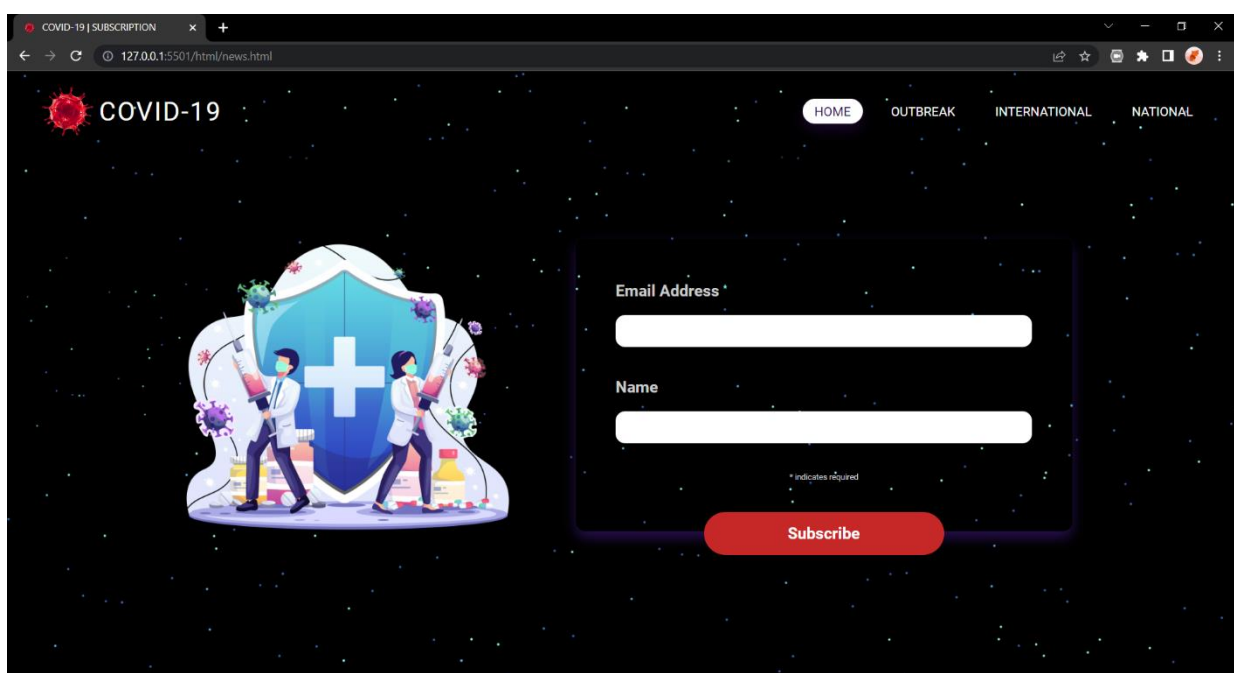 COVID-19 | SUBSCRIPTION
127.0.0.1:5501/html/news.html
COVID-19
HOME OUTBREAK INTERNATIONAL NATIONAL
Email Address *
Name
* indicates required
Subscribe